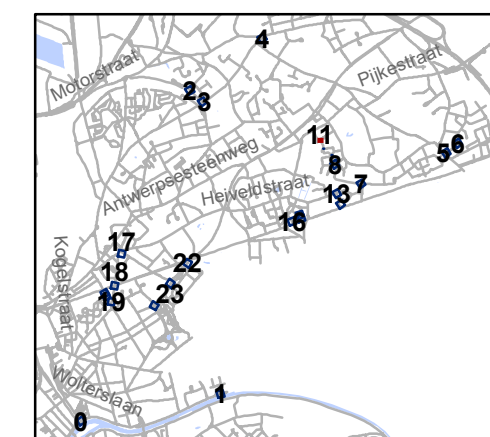 4
Motorstraat
Pijkestraat
2
3
11
6
5
Antwerpsesteenweg
8
7
Heiveldstraat
13
16
17
Kogelstraat
22
18
23
19
Wolterslaan
1
0